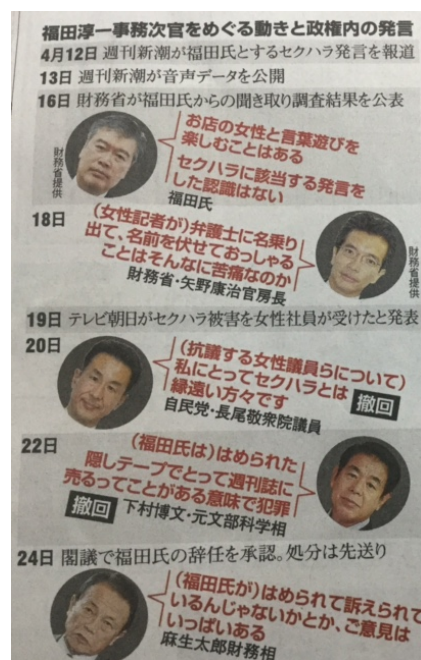 福田淳一事務次官をめぐる動きと政権内の発言
4月12日 週刊新潮が福田氏とするセクハラ発言を報道
13日 週刊新潮が音声データを公開
16日 財務省が福田氏からの聞き取り調査結果を公表
お店の女性と言葉遊びを
楽しむことはある
セクハラに該当する発言を
した認識はない
福田氏
財務省提供
18日
(女性記者が)弁護士に名乗り
出て、名前を伏せておっしゃる
ことはそんなに苦痛なのか
財務省・矢野康治官房長
財務省提供
19日 テレビ朝日がセクハラ被害を女性社員が受けたと発表
20日
(抗議する女性議員らについて)
私にとってセクハラとは
縁遠い方々です
撤回
自民党・長尾敬衆院議員
22日
(福田氏は)はめられた
隠しテープでとって週刊誌に
売るってことがある意味で犯罪
撤回 下村博文・元文部科学相
24日 閣議で福田氏の辞任を承認。処分は先送り
(福田氏が)はめられて訴えられて
いるんじゃないかとか、ご意見は
いっぱいある
麻生太郎財務相